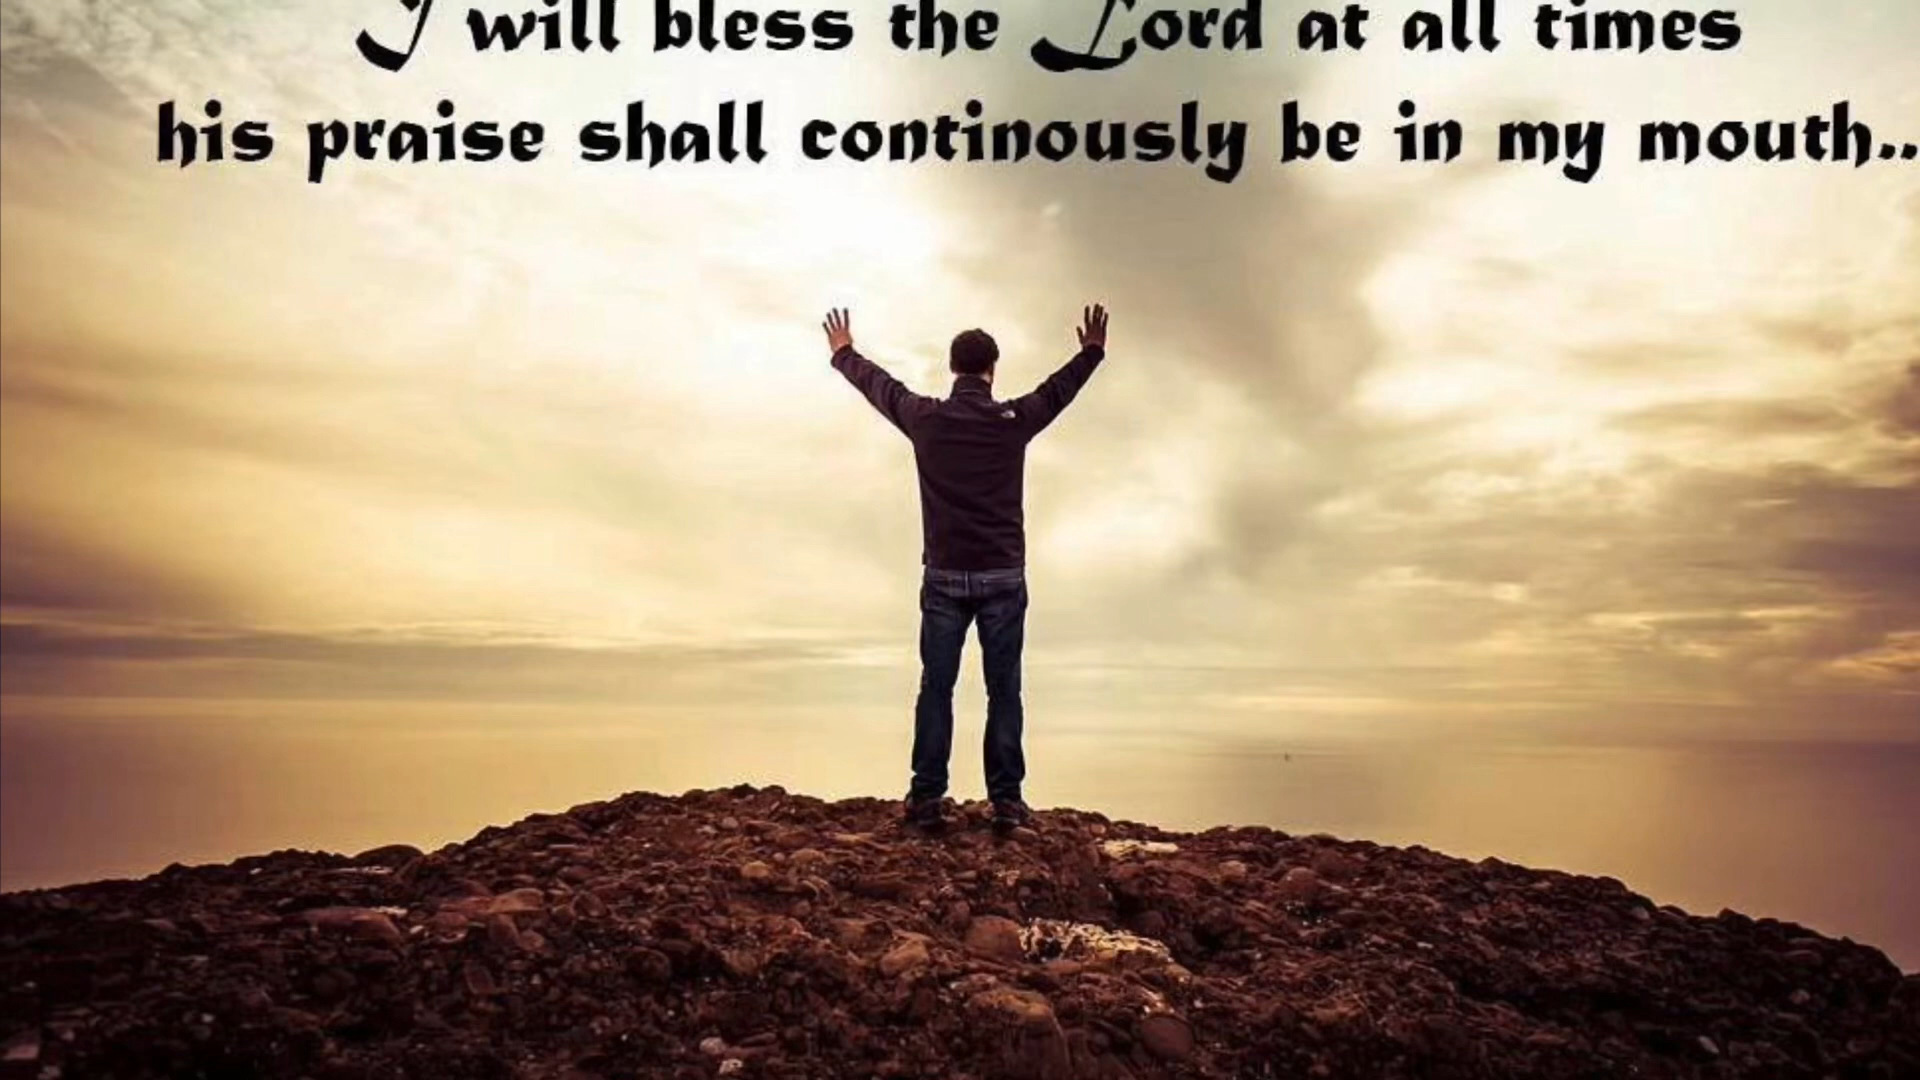 I will bless the Lord at all times
his praise shall continously be in my mouth..